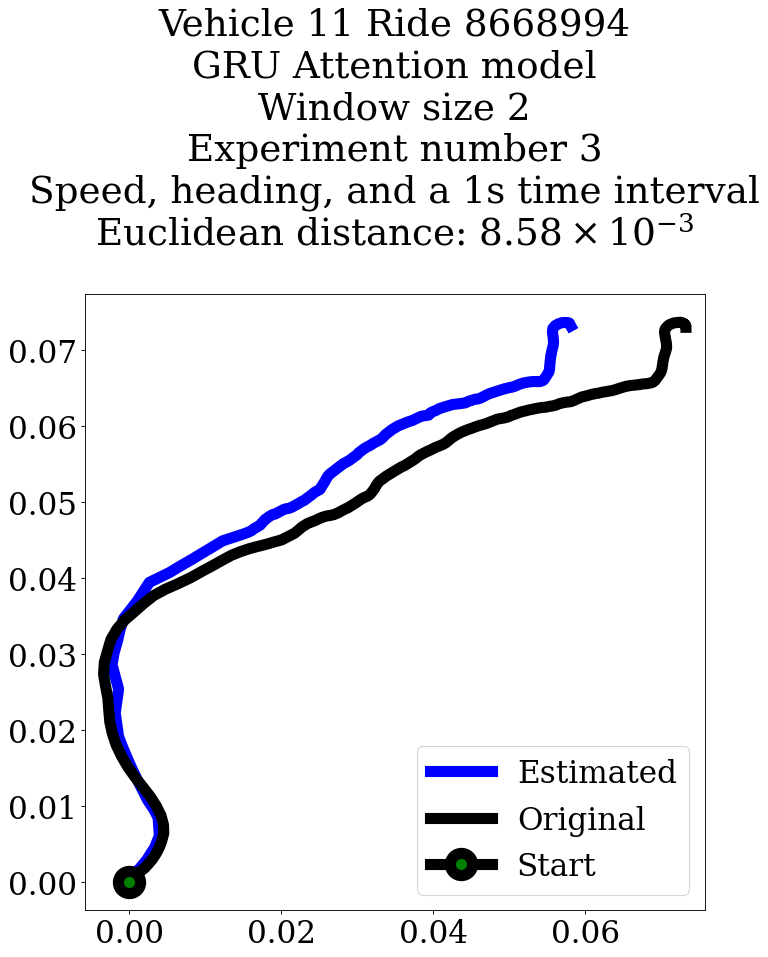 Vehicle 11 Ride 8668994
GRU Attention model
Window size 2
Experiment number 3
Speed, heading, and a 1s time interval
Euclidean distance: 8.58 × 10⁻³
0.07
0.06
0.05
0.04
0.03
0.02
0.01
0.00
Estimated
Original
Start
0.00 0.02 0.04 0.06